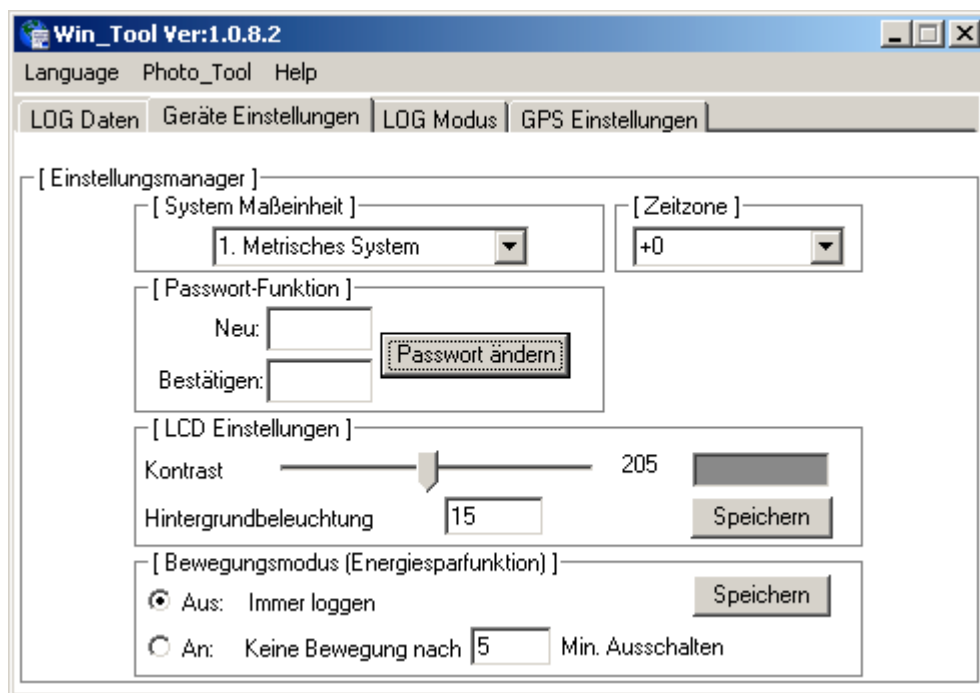 Win_Tool Ver:1.0.8.2
Language Photo_Tool Help
LOG Daten Geräte Einstellungen LOG Modus GPS Einstellungen
[ Einstellungsmanager ]
[ System Maßeinheit ] [ Zeitzone ]
1. Metrisches System +0
[ Passwort-Funktion ]
Neu:
Passwort ändern
Bestätigen:
[ LCD Einstellungen ]
Kontrast 205
Hintergrundbeleuchtung 15 Speichern
[ Bewegungsmodus (Energiesparfunktion) ]
Aus: Immer loggen Speichern
An: Keine Bewegung nach 5 Min. Ausschalten